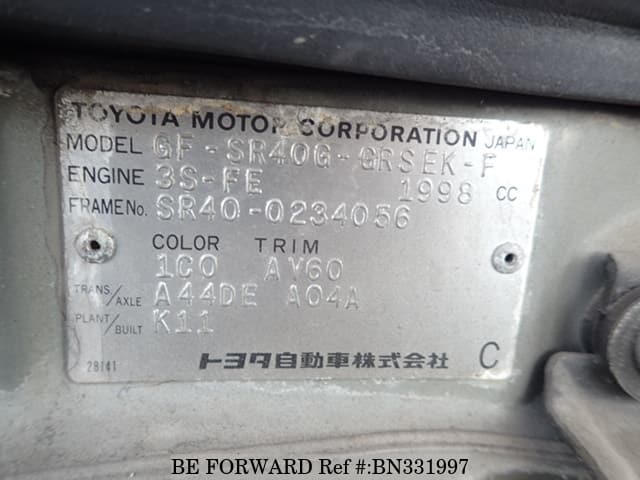 TOYOTA MOTOR CORPORATION JAPAN
MODEL GF-SR40G-GRSEK-F
ENGINE 3S-FE 1998 CC
FRAME No. SR40-0234056
COLOR TRIM
1C0 AY60
TRANS./AXLE A44DE A04A
PLANT/BUILT K11
28141 トヨタ自動車株式会社 C
BE FORWARD Ref #:BN331997